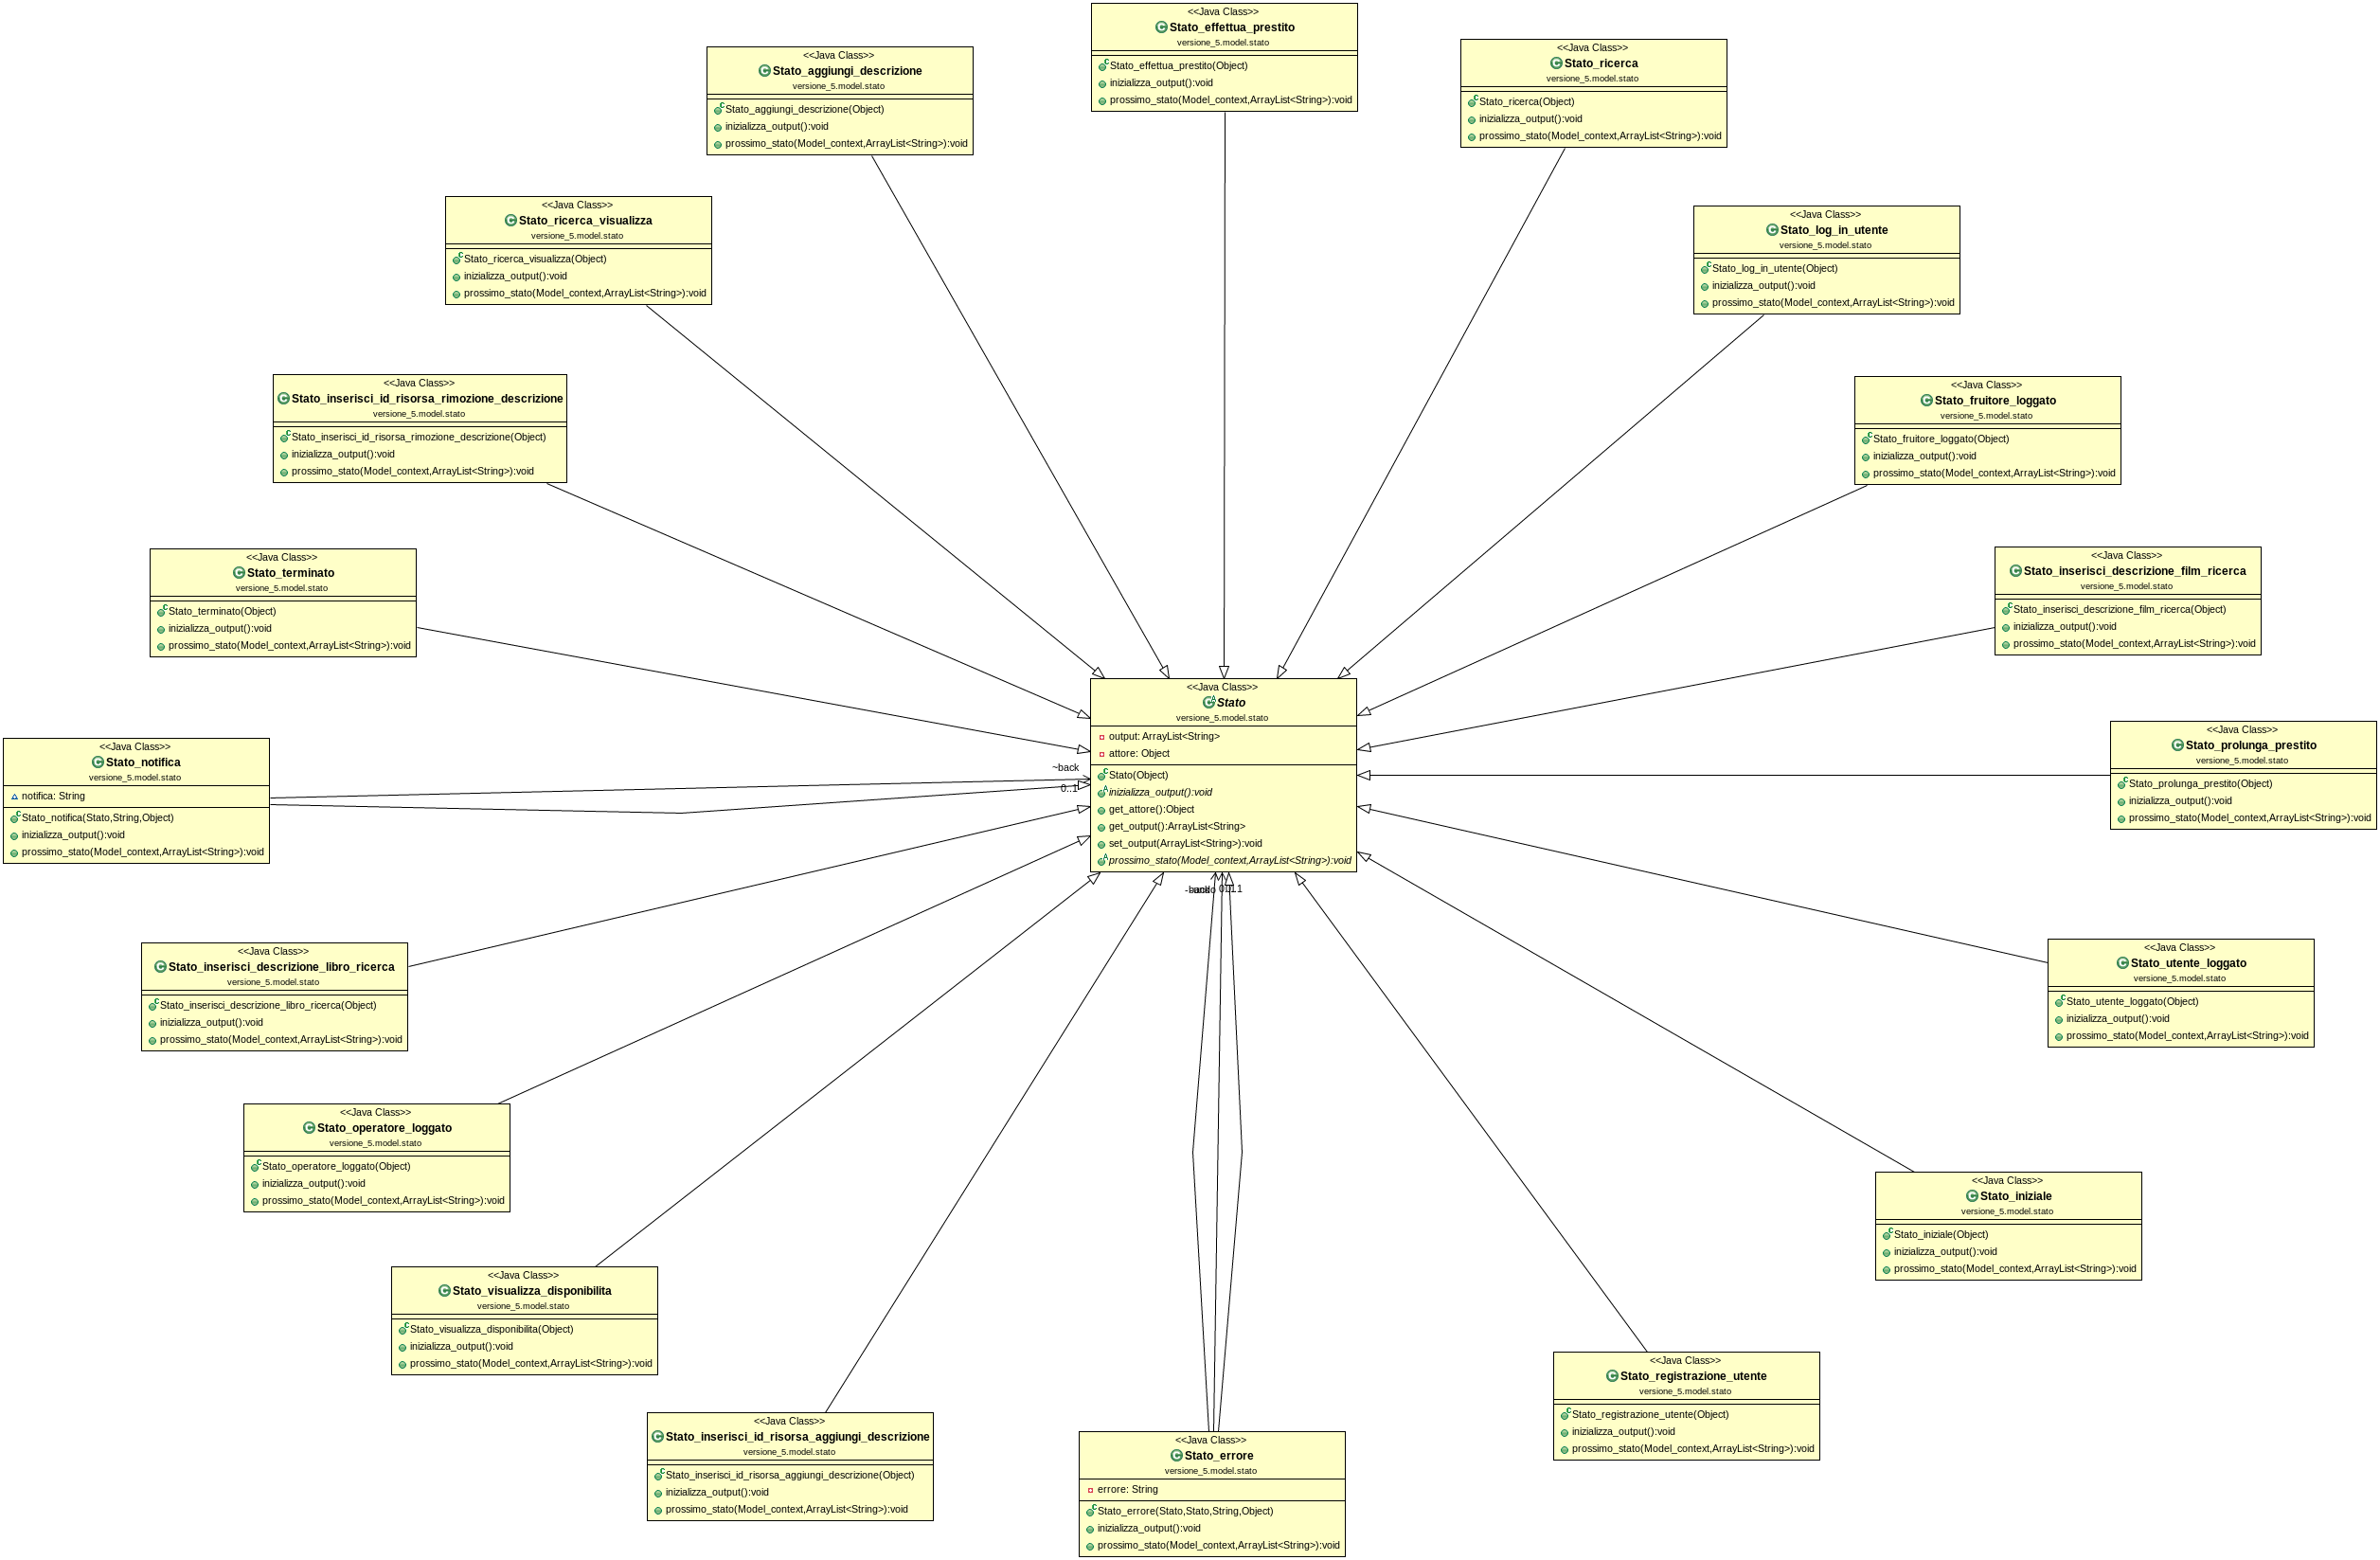 <<Java Class>>
Stato_effettua_prestito
versione_5.model.stato
Stato_effettua_prestito(Object)
inizializza_output():void
prossimo_stato(Model_context,ArrayList<String>):void
<<Java Class>>
Stato_ricerca
versione_5.model.stato
Stato_ricerca(Object)
inizializza_output():void
prossimo_stato(Model_context,ArrayList<String>):void
<<Java Class>>
Stato_aggiungi_descrizione
versione_5.model.stato
Stato_aggiungi_descrizione(Object)
inizializza_output():void
prossimo_stato(Model_context,ArrayList<String>):void
<<Java Class>>
Stato_ricerca_visualizza
versione_5.model.stato
Stato_ricerca_visualizza(Object)
inizializza_output():void
prossimo_stato(Model_context,ArrayList<String>):void
<<Java Class>>
Stato_log_in_utente
versione_5.model.stato
Stato_log_in_utente(Object)
inizializza_output():void
prossimo_stato(Model_context,ArrayList<String>):void
<<Java Class>>
Stato_inserisci_id_risorsa_rimozione_descrizione
versione_5.model.stato
Stato_inserisci_id_risorsa_rimozione_descrizione(Object)
inizializza_output():void
prossimo_stato(Model_context,ArrayList<String>):void
<<Java Class>>
Stato_fruitore_loggato
versione_5.model.stato
Stato_fruitore_loggato(Object)
inizializza_output():void
prossimo_stato(Model_context,ArrayList<String>):void
<<Java Class>>
Stato_terminato
versione_5.model.stato
Stato_terminato(Object)
inizializza_output():void
prossimo_stato(Model_context,ArrayList<String>):void
<<Java Class>>
Stato_inserisci_descrizione_film_ricerca
versione_5.model.stato
Stato_inserisci_descrizione_film_ricerca(Object)
inizializza_output():void
prossimo_stato(Model_context,ArrayList<String>):void
<<Java Class>>
Stato
versione_5.model.stato
output: ArrayList<String>
attore: Object
Stato(Object)
inizializza_output():void
get_attore():Object
get_output():ArrayList<String>
set_output(ArrayList<String>):void
prossimo_stato(Model_context,ArrayList<String>):void
<<Java Class>>
Stato_notifica
versione_5.model.stato
notifica: String
Stato_notifica(Stato,String,Object)
inizializza_output():void
prossimo_stato(Model_context,ArrayList<String>):void
~back
0..1
<<Java Class>>
Stato_prolunga_prestito
versione_5.model.stato
Stato_prolunga_prestito(Object)
inizializza_output():void
prossimo_stato(Model_context,ArrayList<String>):void
<<Java Class>>
Stato_inserisci_descrizione_libro_ricerca
versione_5.model.stato
Stato_inserisci_descrizione_libro_ricerca(Object)
inizializza_output():void
prossimo_stato(Model_context,ArrayList<String>):void
<<Java Class>>
Stato_utente_loggato
versione_5.model.stato
Stato_utente_loggato(Object)
inizializza_output():void
prossimo_stato(Model_context,ArrayList<String>):void
<<Java Class>>
Stato_operatore_loggato
versione_5.model.stato
Stato_operatore_loggato(Object)
inizializza_output():void
prossimo_stato(Model_context,ArrayList<String>):void
<<Java Class>>
Stato_iniziale
versione_5.model.stato
Stato_iniziale(Object)
inizializza_output():void
prossimo_stato(Model_context,ArrayList<String>):void
<<Java Class>>
Stato_visualizza_disponibilita
versione_5.model.stato
Stato_visualizza_disponibilita(Object)
inizializza_output():void
prossimo_stato(Model_context,ArrayList<String>):void
<<Java Class>>
Stato_registrazione_utente
versione_5.model.stato
Stato_registrazione_utente(Object)
inizializza_output():void
prossimo_stato(Model_context,ArrayList<String>):void
<<Java Class>>
Stato_inserisci_id_risorsa_aggiungi_descrizione
versione_5.model.stato
Stato_inserisci_id_risorsa_aggiungi_descrizione(Object)
inizializza_output():void
prossimo_stato(Model_context,ArrayList<String>):void
<<Java Class>>
Stato_errore
versione_5.model.stato
errore: String
Stato_errore(Stato,Stato,String,Object)
inizializza_output():void
prossimo_stato(Model_context,ArrayList<String>):void